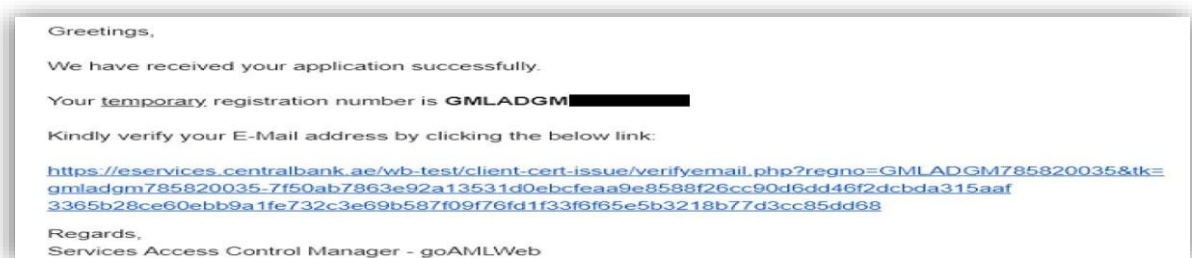 Greetings,
We have received your application successfully.
Your temporary registration number is GMLADGM
Kindly verify your E-Mail address by clicking the below link:
https://eservices.centralbank.ae/wb-test/client-cert-issue/verifyemail.php?regno=GMLADGM785820035&tk=
gmladgm785820035-7f50ab7863e92a13531d0ebcfeaa9e8588f26cc90d6dd46f2dcbda315aaf
3365b28ce60ebb9a1fe732c3e69b587f09f76fd1f33f6f65e5b3218b77d3cc85dd68
Regards,
Services Access Control Manager - goAMLWeb